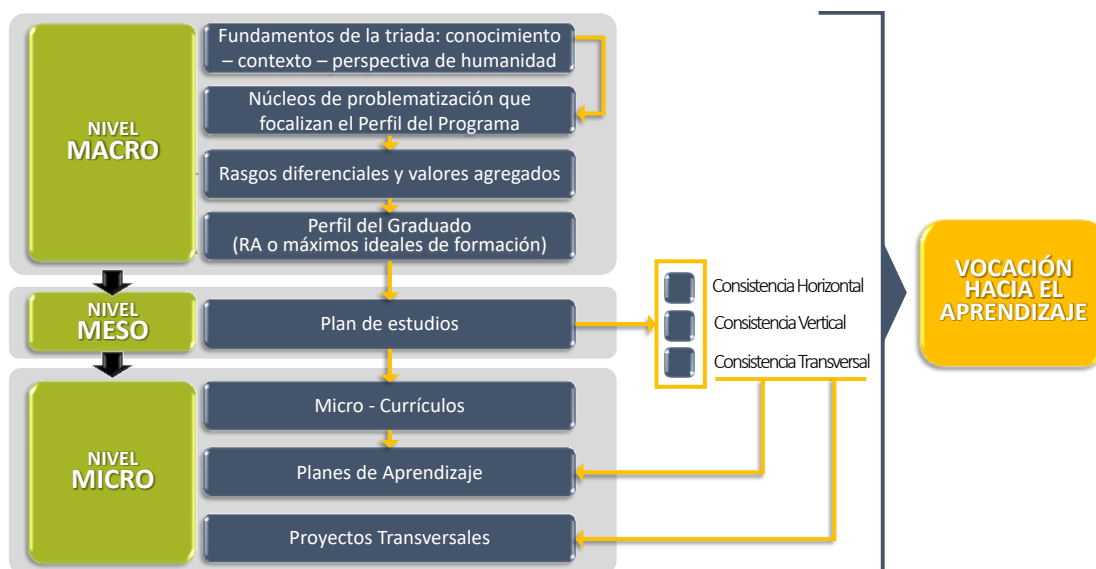 NIVEL
MACRO
Fundamentos de la triada: conocimiento
– contexto – perspectiva de humanidad
Núcleos de problematización que
focalizan el Perfil del Programa
Rasgos diferenciales y valores agregados
Perfil del Graduado
(RA o máximos ideales de formación)
NIVEL
MESO
Plan de estudios
Consistencia Horizontal
Consistencia Vertical
Consistencia Transversal
NIVEL
MICRO
Micro - Currículos
Planes de Aprendizaje
Proyectos Transversales
VOCACIÓN
HACIA EL
APRENDIZAJE